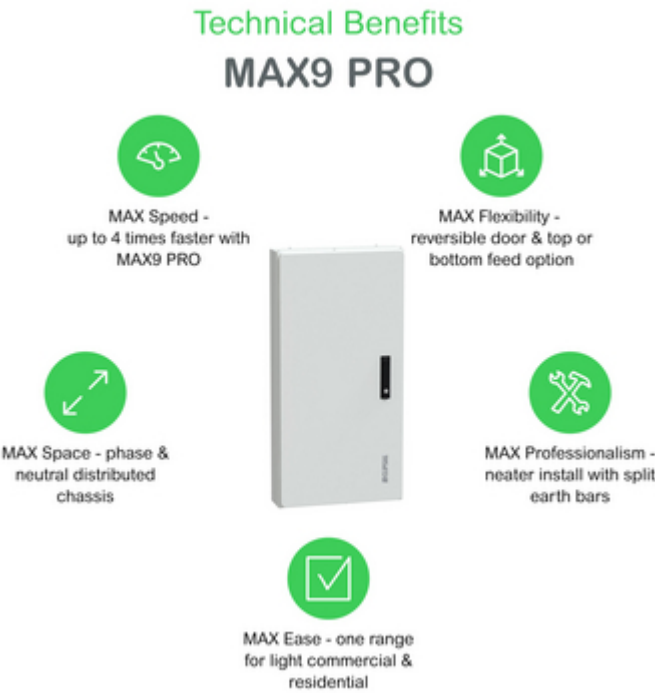 Technical Benefits
MAX9 PRO
MAX Speed -
up to 4 times faster with
MAX9 PRO
MAX Flexibility -
reversible door & top or
bottom feed option
MAX Space - phase &
neutral distributed
chassis
MAX Professionalism -
neater install with split
earth bars
MAX Ease - one range
for light commercial &
residential